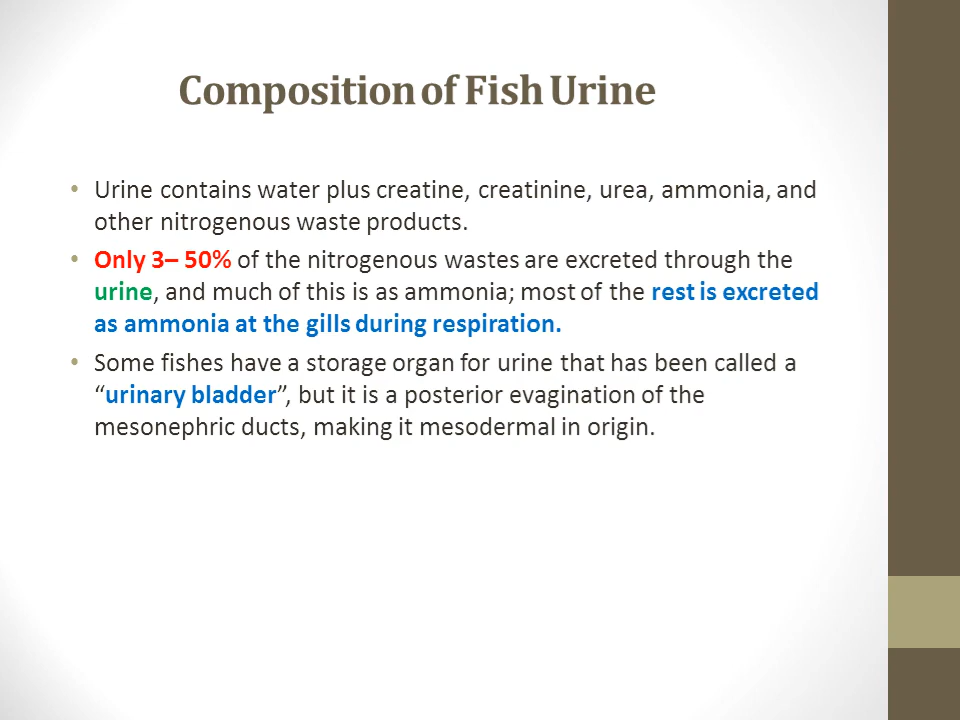 Composition of Fish Urine
• Urine contains water plus creatine, creatinine, urea, ammonia, and
other nitrogenous waste products.
• Only 3– 50% of the nitrogenous wastes are excreted through the
urine, and much of this is as ammonia; most of the rest is excreted
as ammonia at the gills during respiration.
• Some fishes have a storage organ for urine that has been called a
“urinary bladder”, but it is a posterior evagination of the
mesonephric ducts, making it mesodermal in origin.